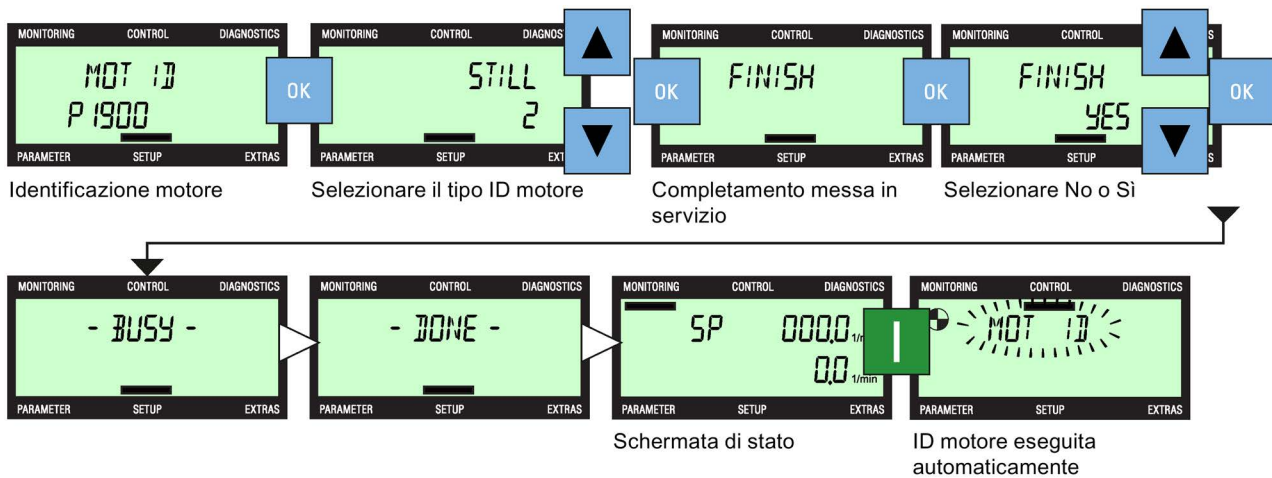 MONITORING CONTROL DIAGNOSTICS
MOT ID
P1900
PARAMETER SETUP EXTRAS
OK
Identificazione motore
MONITORING CONTROL
STILL
2
PARAMETER SETUP
Selezionare il tipo ID motore
OK
MONITORING CONTROL DIAGNOSTICS
FINISH
PARAMETER SETUP EXTRAS
Completamento messa in
servizio
OK
MONITORING CONTROL
FINISH
YES
PARAMETER SETUP
OK
Selezionare No o Sì
MONITORING CONTROL DIAGNOSTICS
- BUSY -
PARAMETER SETUP EXTRAS
MONITORING CONTROL DIAGNOSTICS
- DONE -
PARAMETER SETUP EXTRAS
MONITORING CONTROL DIAGNOSTICS
SP 000.0
0.0 1/min
PARAMETER SETUP EXTRAS
Schermata di stato
I
MONITORING CONTROL DIAGNOSTICS
MOT ID
PARAMETER SETUP EXTRAS
ID motore eseguita
automaticamente